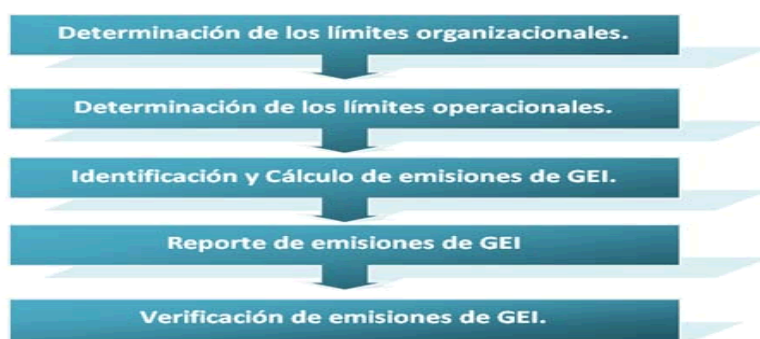 Determinación de los límites organizacionales.
Determinación de los límites operacionales.
Identificación y Cálculo de emisiones de GEI.
Reporte de emisiones de GEI
Verificación de emisiones de GEI.